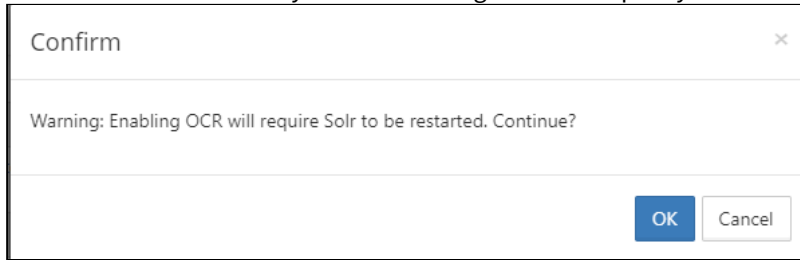 Confirm
×
Warning: Enabling OCR will require Solr to be restarted. Continue?
OK Cancel